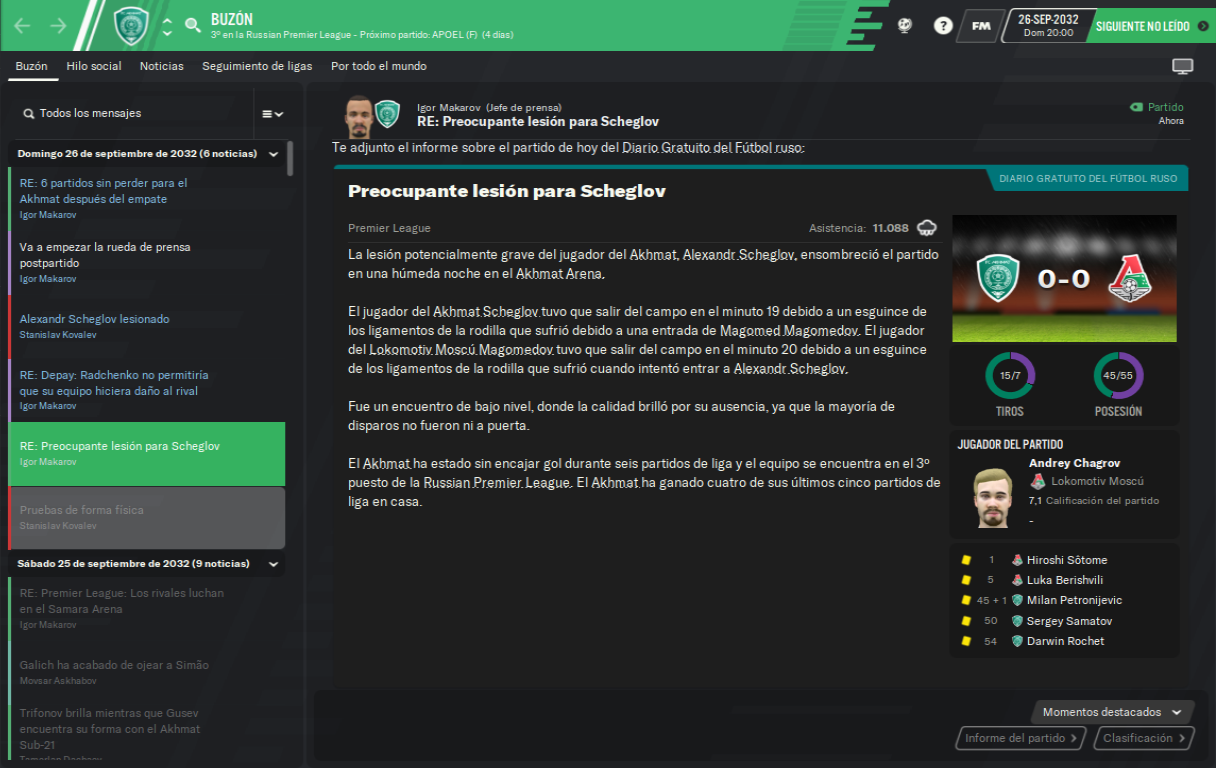 BUZÓN
3º en la Russian Premier League - Próximo partido: APOEL (F) (4 días)
?
FM
26-SEP-2032
Dom 20:00
SIGUIENTE NO LEÍDO
Buzón
Hilo social
Noticias
Seguimiento de ligas
Por todo el mundo
Todos los mensajes
Domingo 26 de septiembre de 2032 (6 noticias)
RE: 6 partidos sin perder para el
Akhmat después del empate
Igor Makarov
Va a empezar la rueda de prensa
postpartido
Igor Makarov
Alexandr Scheglov lesionado
Stanislav Kovalev
RE: Depay: Radchenko no permitiría
que su equipo hiciera daño al rival
Igor Makarov
RE: Preocupante lesión para Scheglov
Igor Makarov
Pruebas de forma física
Stanislav Kovalev
Sábado 25 de septiembre de 2032 (9 noticias)
RE: Premier League: Los rivales luchan
en el Samara Arena
Igor Makarov
Galich ha acabado de ojear a Simão
Movsar Askhabov
Trifonov brilla mientras que Gusev
encuentra su forma con el Akhmat
Sub-21
Igor Makarov (Jefe de prensa)
RE: Preocupante lesión para Scheglov
Partido
Ahora
Te adjunto el informe sobre el partido de hoy del Diario Gratuito del Fútbol ruso:
DIARIO GRATUITO DEL FÚTBOL RUSO
Preocupante lesión para Scheglov
Premier League
Asistencia: 11.088
La lesión potencialmente grave del jugador del Akhmat, Alexandr Scheglov, ensombreció el partido
en una húmeda noche en el Akhmat Arena.
El jugador del Akhmat Scheglov tuvo que salir del campo en el minuto 19 debido a un esguince de
los ligamentos de la rodilla que sufrió debido a una entrada de Magomed Magomedov. El jugador
del Lokomotiv Moscú Magomedov tuvo que salir del campo en el minuto 20 debido a un esguince
de los ligamentos de la rodilla que sufrió cuando intentó entrar a Alexandr Scheglov.
Fue un encuentro de bajo nivel, donde la calidad brilló por su ausencia, ya que la mayoría de
disparos no fueron ni a puerta.
El Akhmat ha estado sin encajar gol durante seis partidos de liga y el equipo se encuentra en el 3º
puesto de la Russian Premier League. El Akhmat ha ganado cuatro de sus últimos cinco partidos de
liga en casa.
0-0
15/7
TIROS
45/55
POSESIÓN
JUGADOR DEL PARTIDO
Andrey Chagrov
Lokomotiv Moscú
7,1 Calificación del partido
-
1 Hiroshi Sôtome
5 Luka Berishvili
45 + 1 Milan Petronijevic
50 Sergey Samatov
54 Darwin Rochet
Momentos destacados
Informe del partido
Clasificación